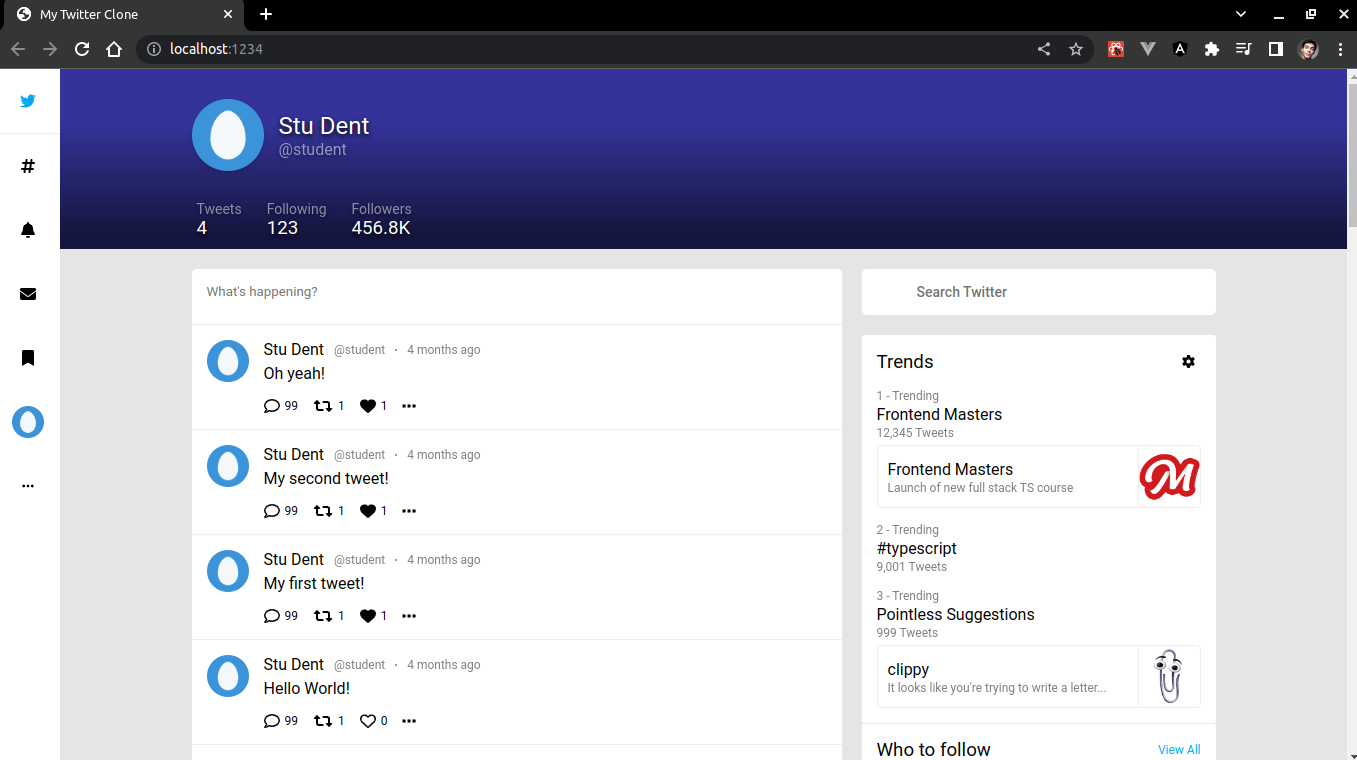 My Twitter Clone
localhost:1234
Stu Dent
@student
Tweets Following Followers
4 123 456.8K
What's happening?
Stu Dent @student · 4 months ago
Oh yeah!
99 1 1
Stu Dent @student · 4 months ago
My second tweet!
99 1 1
Stu Dent @student · 4 months ago
My first tweet!
99 1 1
Stu Dent @student · 4 months ago
Hello World!
99 1 0
Search Twitter
Trends
1 - Trending
Frontend Masters
12,345 Tweets
Frontend Masters
Launch of new full stack TS course
M
2 - Trending
#typescript
9,001 Tweets
3 - Trending
Pointless Suggestions
999 Tweets
clippy
It looks like you're trying to write a letter...
Who to follow View All